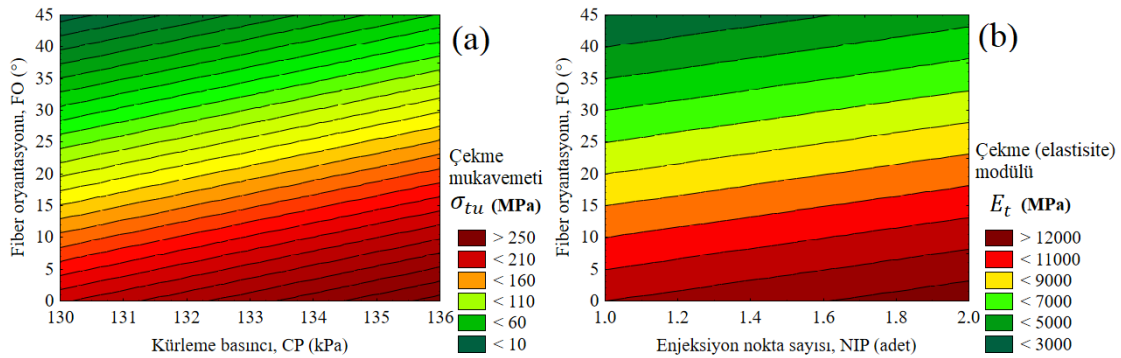 (a)
Fiber oryantasyonu, FO (°)
45
40
35
30
25
20
15
10
5
0
130 131 132 133 134 135 136
Kürleme basıncı, CP (kPa)
Çekme
mukavemeti
σtu (MPa)
> 250
< 210
< 160
< 110
< 60
< 10
(b)
Fiber oryantasyonu, FO (°)
45
40
35
30
25
20
15
10
5
0
1.0 1.2 1.4 1.6 1.8 2.0
Enjeksiyon nokta sayısı, NIP (adet)
Çekme (elastisite)
modülü
Et (MPa)
> 12000
< 11000
< 9000
< 7000
< 5000
< 3000